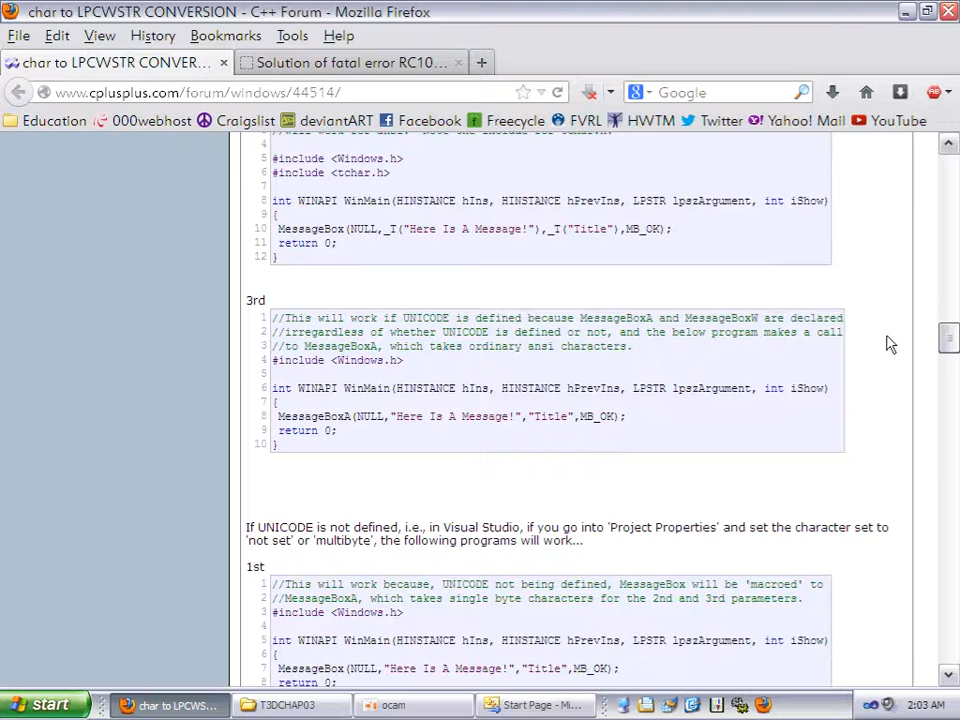 char to LPCWSTR CONVERSION - C++ Forum - Mozilla Firefox
File Edit View History Bookmarks Tools Help
char to LPCWSTR CONVER... × Solution of fatal error RC10... × +
www.cplusplus.com/forum/windows/44514/ Google
Education 000webhost Craigslist deviantART Facebook Freecycle FVRL HWTM Twitter Yahoo! Mail YouTube
4
5 #include <Windows.h>
6 #include <tchar.h>
7
8 int WINAPI WinMain(HINSTANCE hIns, HINSTANCE hPrevIns, LPSTR lpszArgument, int iShow)
9 {
10 MessageBox(NULL,_T("Here Is A Message!"),_T("Title"),MB_OK);
11 return 0;
12 }
3rd
1 //This will work if UNICODE is defined because MessageBoxA and MessageBoxW are declared
2 //irregardless of whether UNICODE is defined or not, and the below program makes a call
3 //to MessageBoxA, which takes ordinary ansi characters.
4 #include <Windows.h>
5
6 int WINAPI WinMain(HINSTANCE hIns, HINSTANCE hPrevIns, LPSTR lpszArgument, int iShow)
7 {
8 MessageBoxA(NULL,"Here Is A Message!","Title",MB_OK);
9 return 0;
10 }
If UNICODE is not defined, i.e., in Visual Studio, if you go into 'Project Properties' and set the character set to
'not set' or 'multibyte', the following programs will work...
1st
1 //This will work because, UNICODE not being defined, MessageBox will be 'macroed' to
2 //MessageBoxA, which takes single byte characters for the 2nd and 3rd parameters.
3 #include <Windows.h>
4
5 int WINAPI WinMain(HINSTANCE hIns, HINSTANCE hPrevIns, LPSTR lpszArgument, int iShow)
6 {
7 MessageBox(NULL,"Here Is A Message!","Title",MB_OK);
return 0;
start char to LPCWSTR CO... T3DCHAP03 ocam Start Page - Mi... 2:03 AM